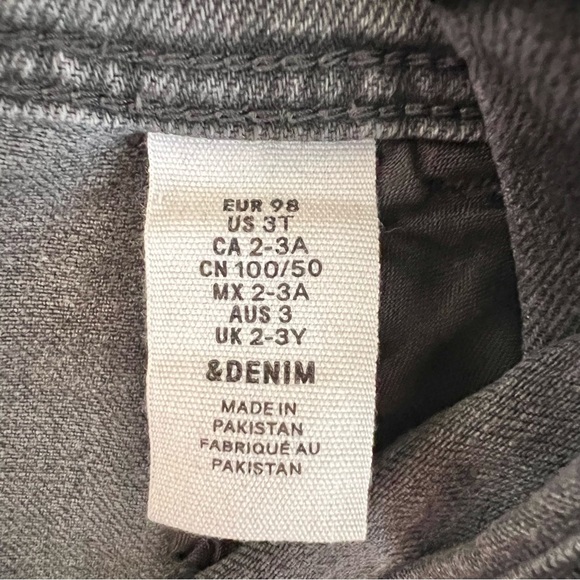 EUR 98
US 3T
CA 2-3A
CN 100/50
MX 2-3A
AUS 3
UK 2-3Y
&DENIM
MADE IN
PAKISTAN
FABRIQUÉ AU
PAKISTAN